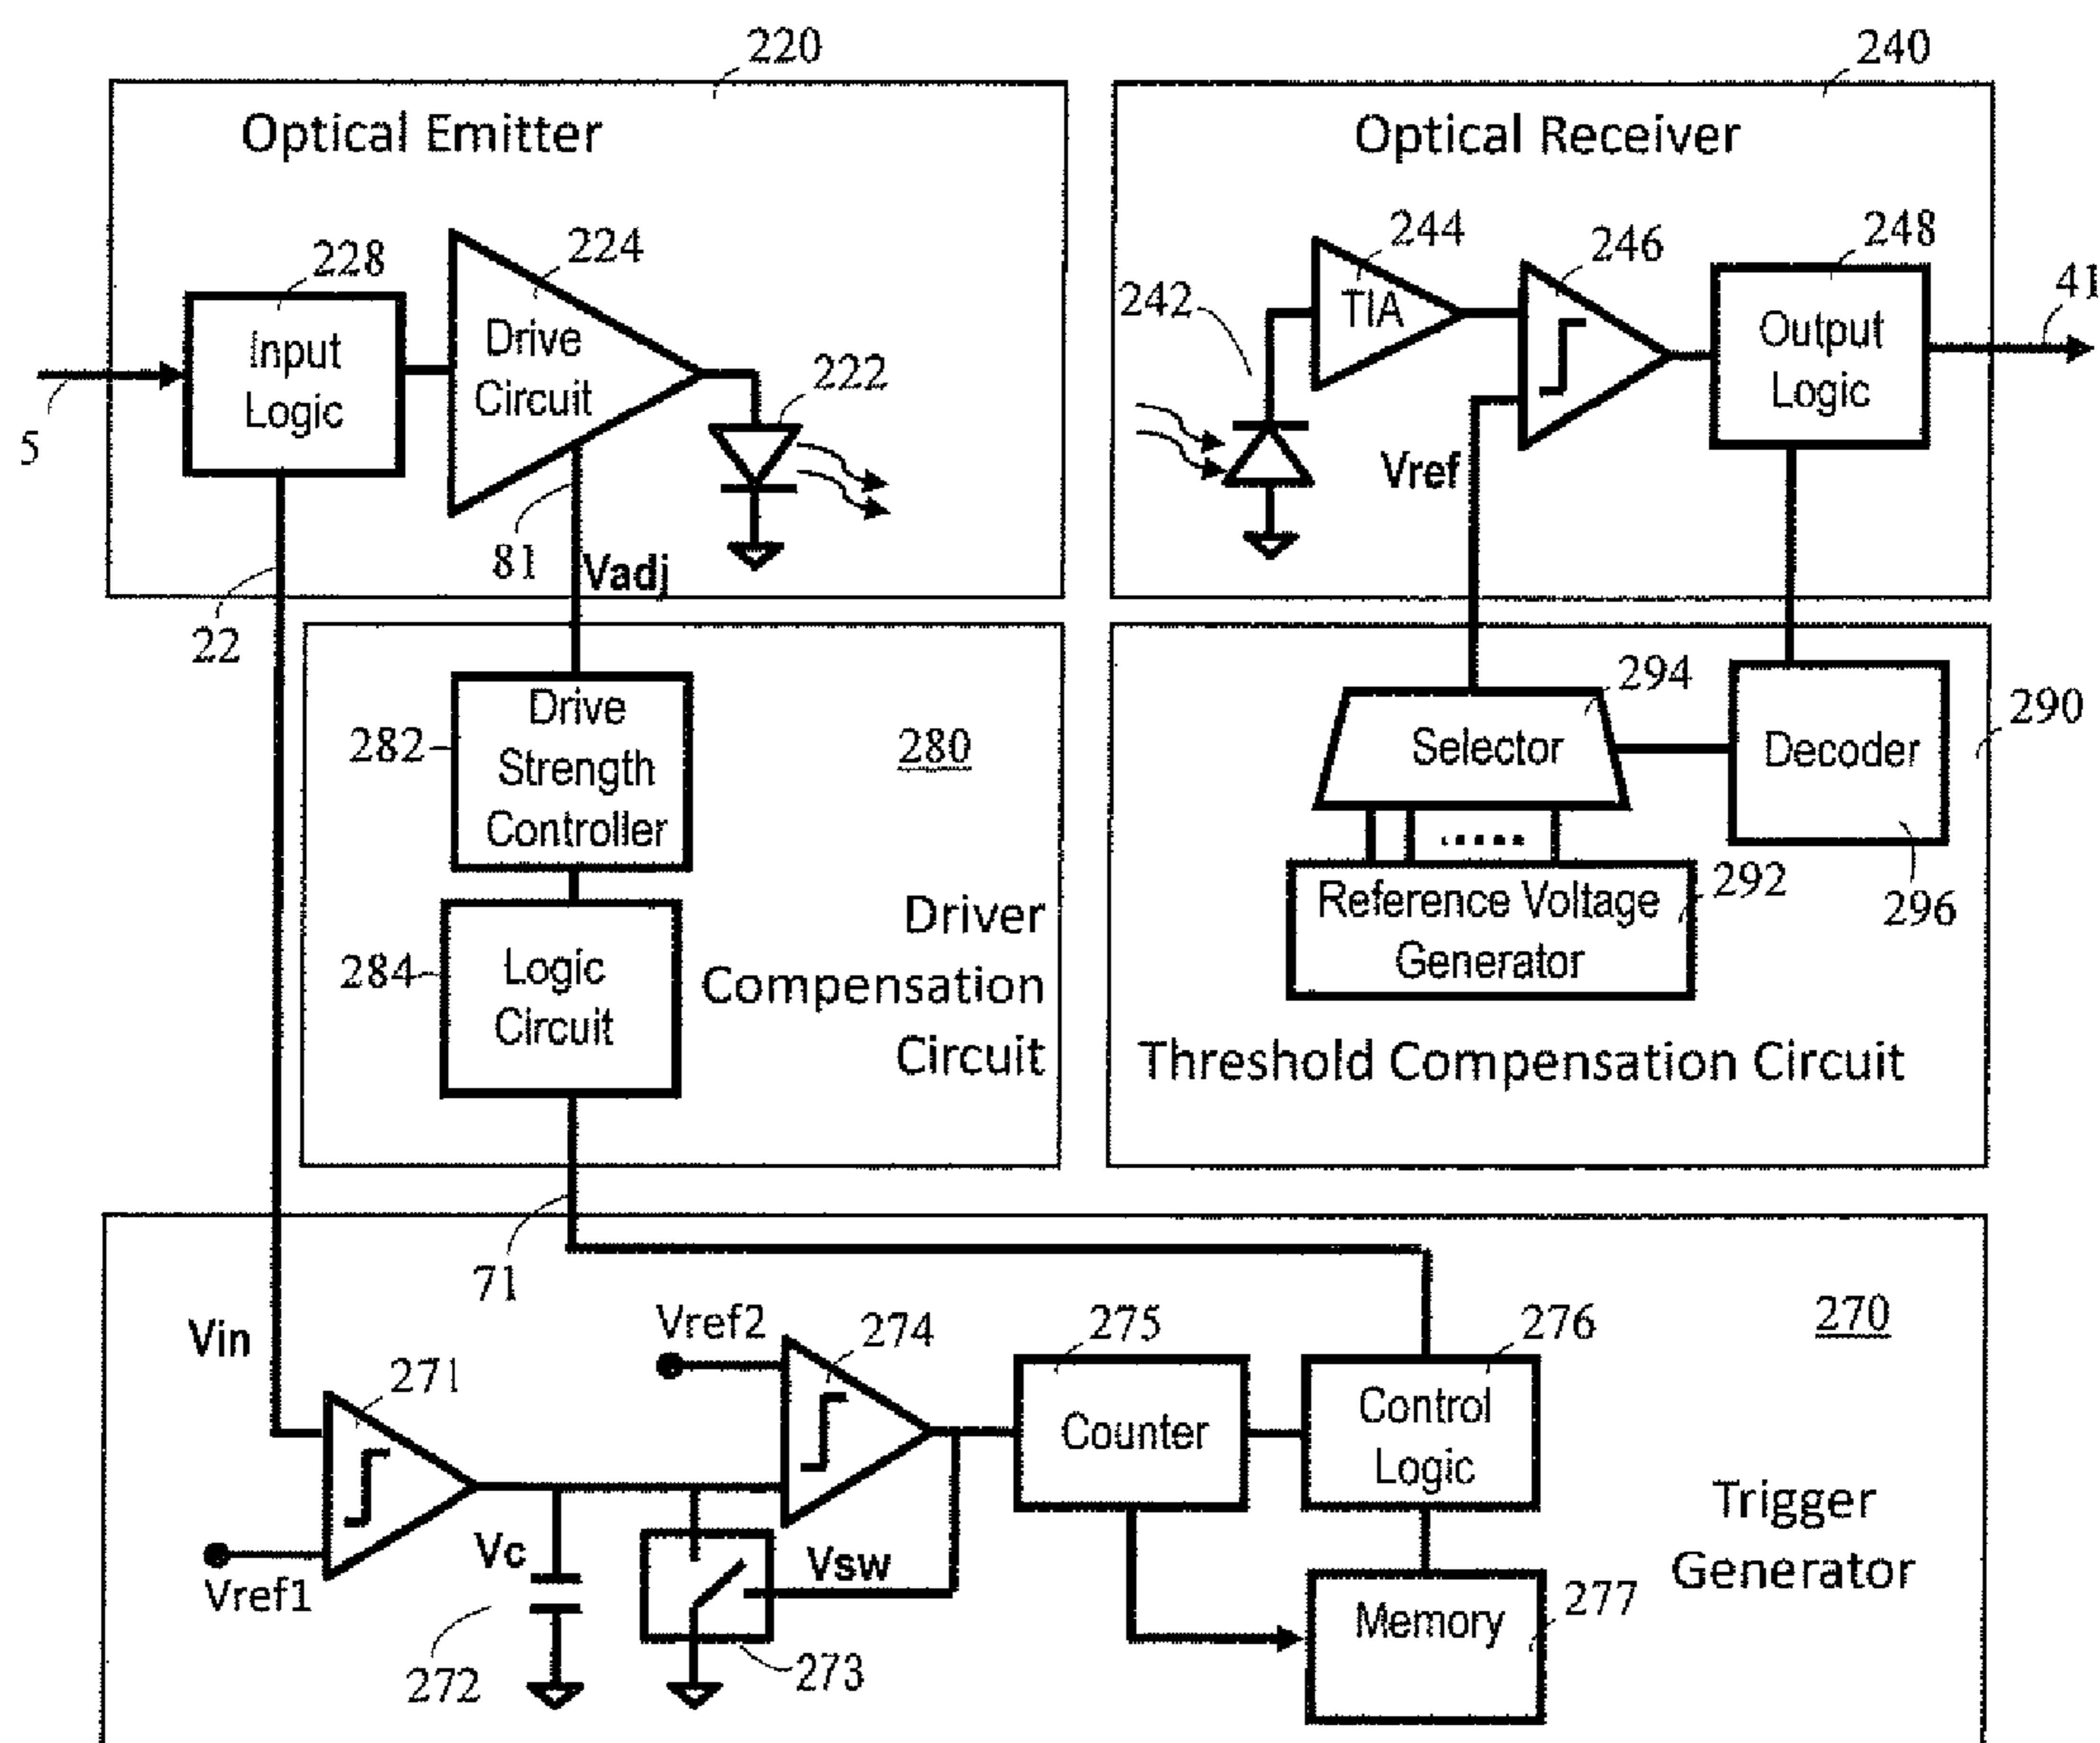 220
240
Optical Emitter
Optical Receiver
228
224
244
246
248
242
TIA
41
Input
Logic
Drive
Circuit
222
Output
Logic
5
Vref
81
Vadj
22
294
290
282
Drive
Strength
Controller
280
Selector
Decoder
292
296
Reference Voltage
Generator
284
Logic
Circuit
Driver
Compensation
Circuit
Threshold Compensation Circuit
71
Vin
Vref2
274
275
276
270
271
Counter
Control
Logic
Trigger
Generator
Vc
Vsw
Vref1
Memory
277
272
273